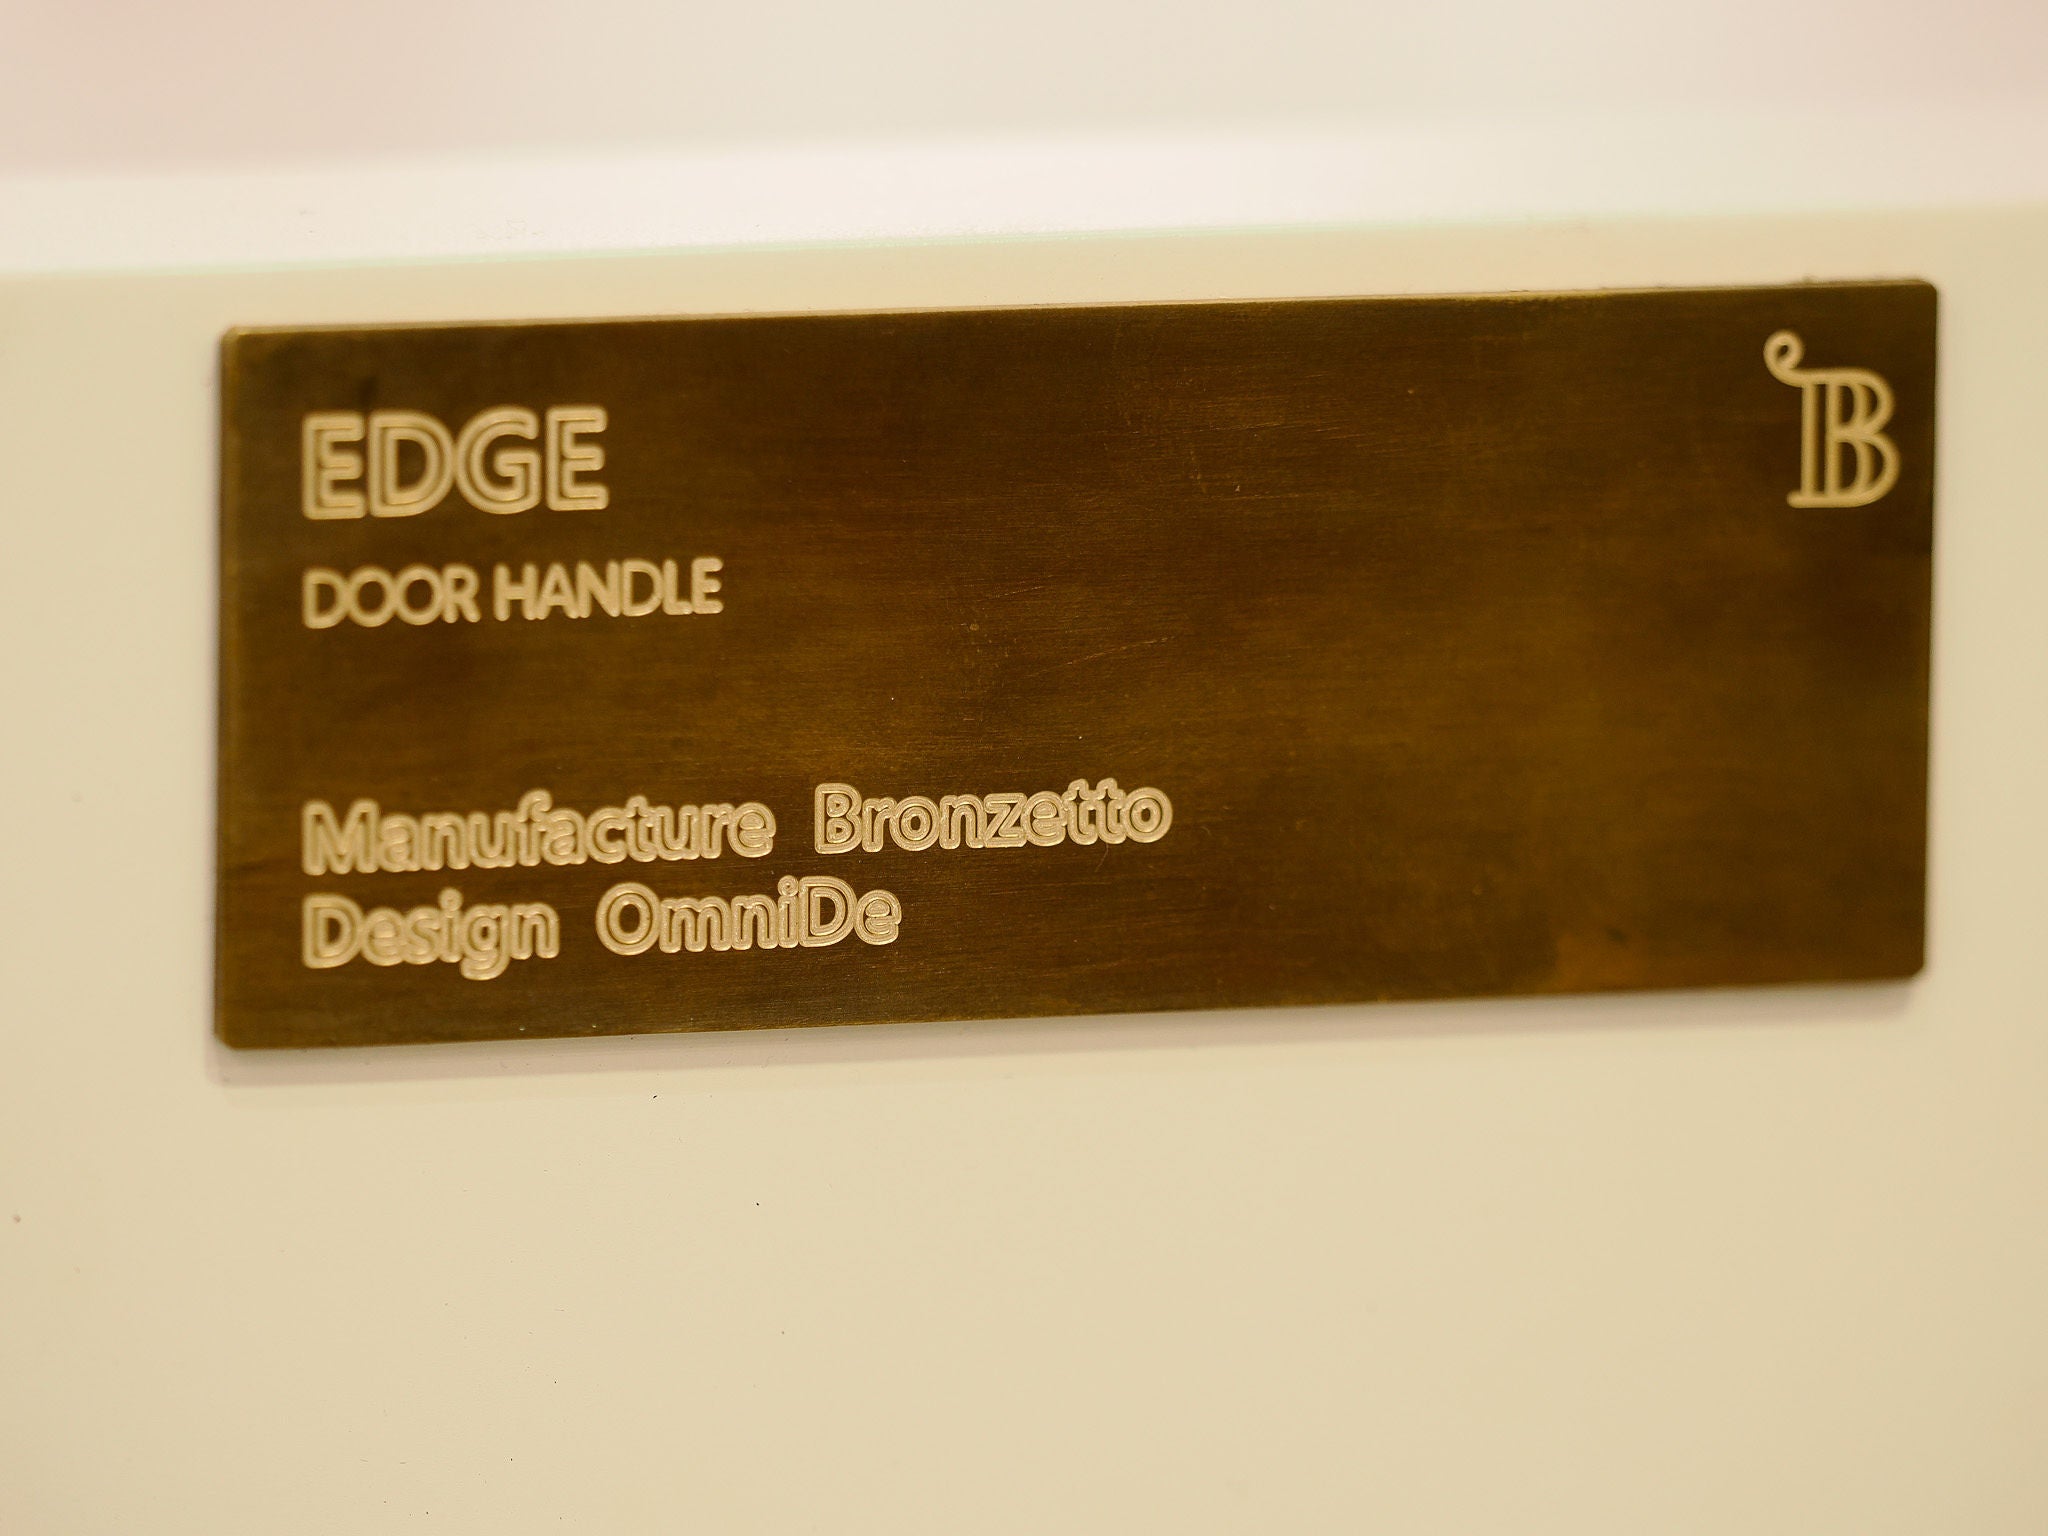 EDGE
B
DOOR HANDLE
Manufacture Bronzetto
Design OmniDe